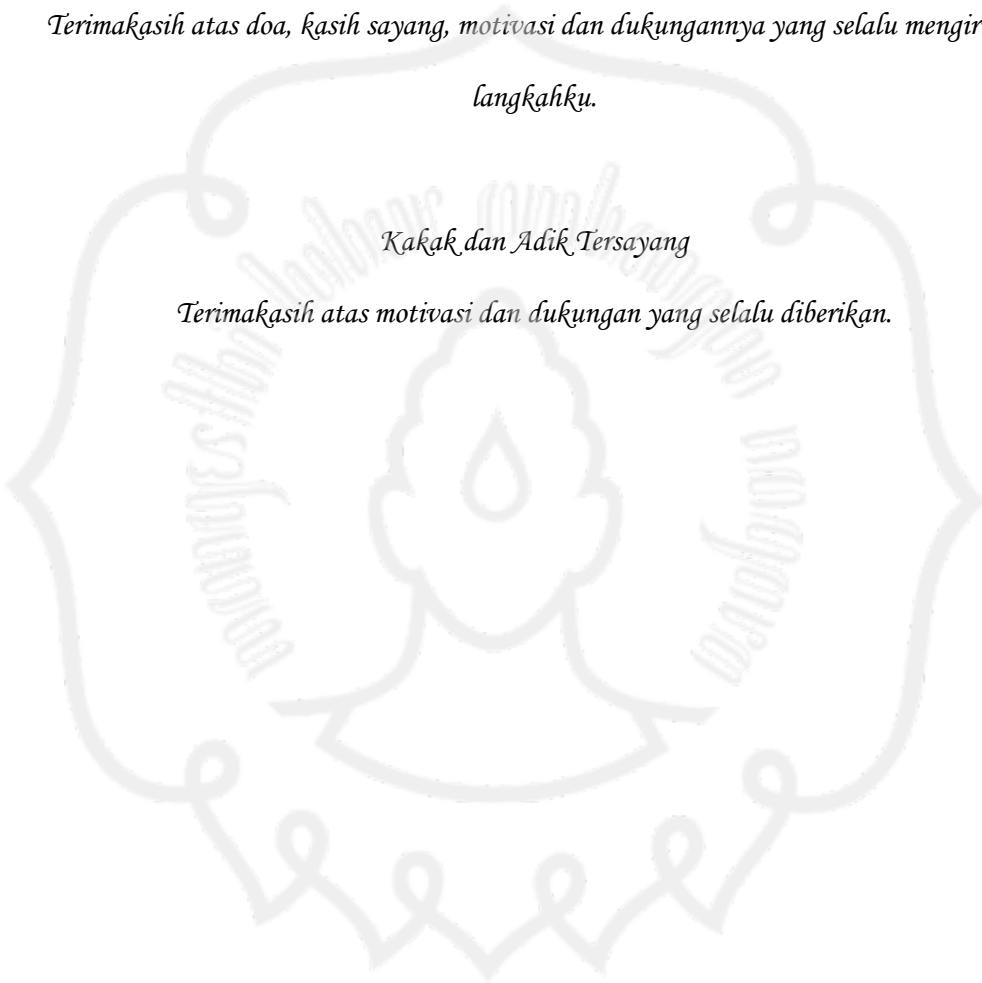 Terimakasih atas doa, kasih sayang, motivasi dan dukungannya yang selalu mengir
langkahku.
Kakak dan Adik Tersayang
Terimakasih atas motivasi dan dukungan yang selalu diberikan.